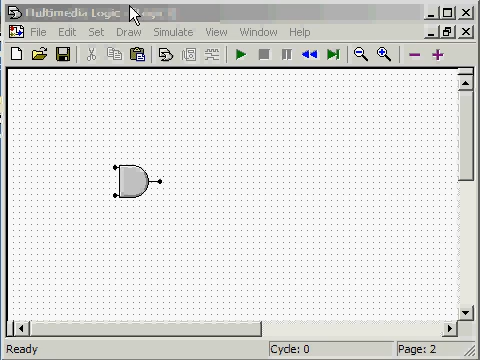 Multimedia Logic
File Edit Set Draw Simulate View Window Help
Ready Cycle: 0 Page: 2